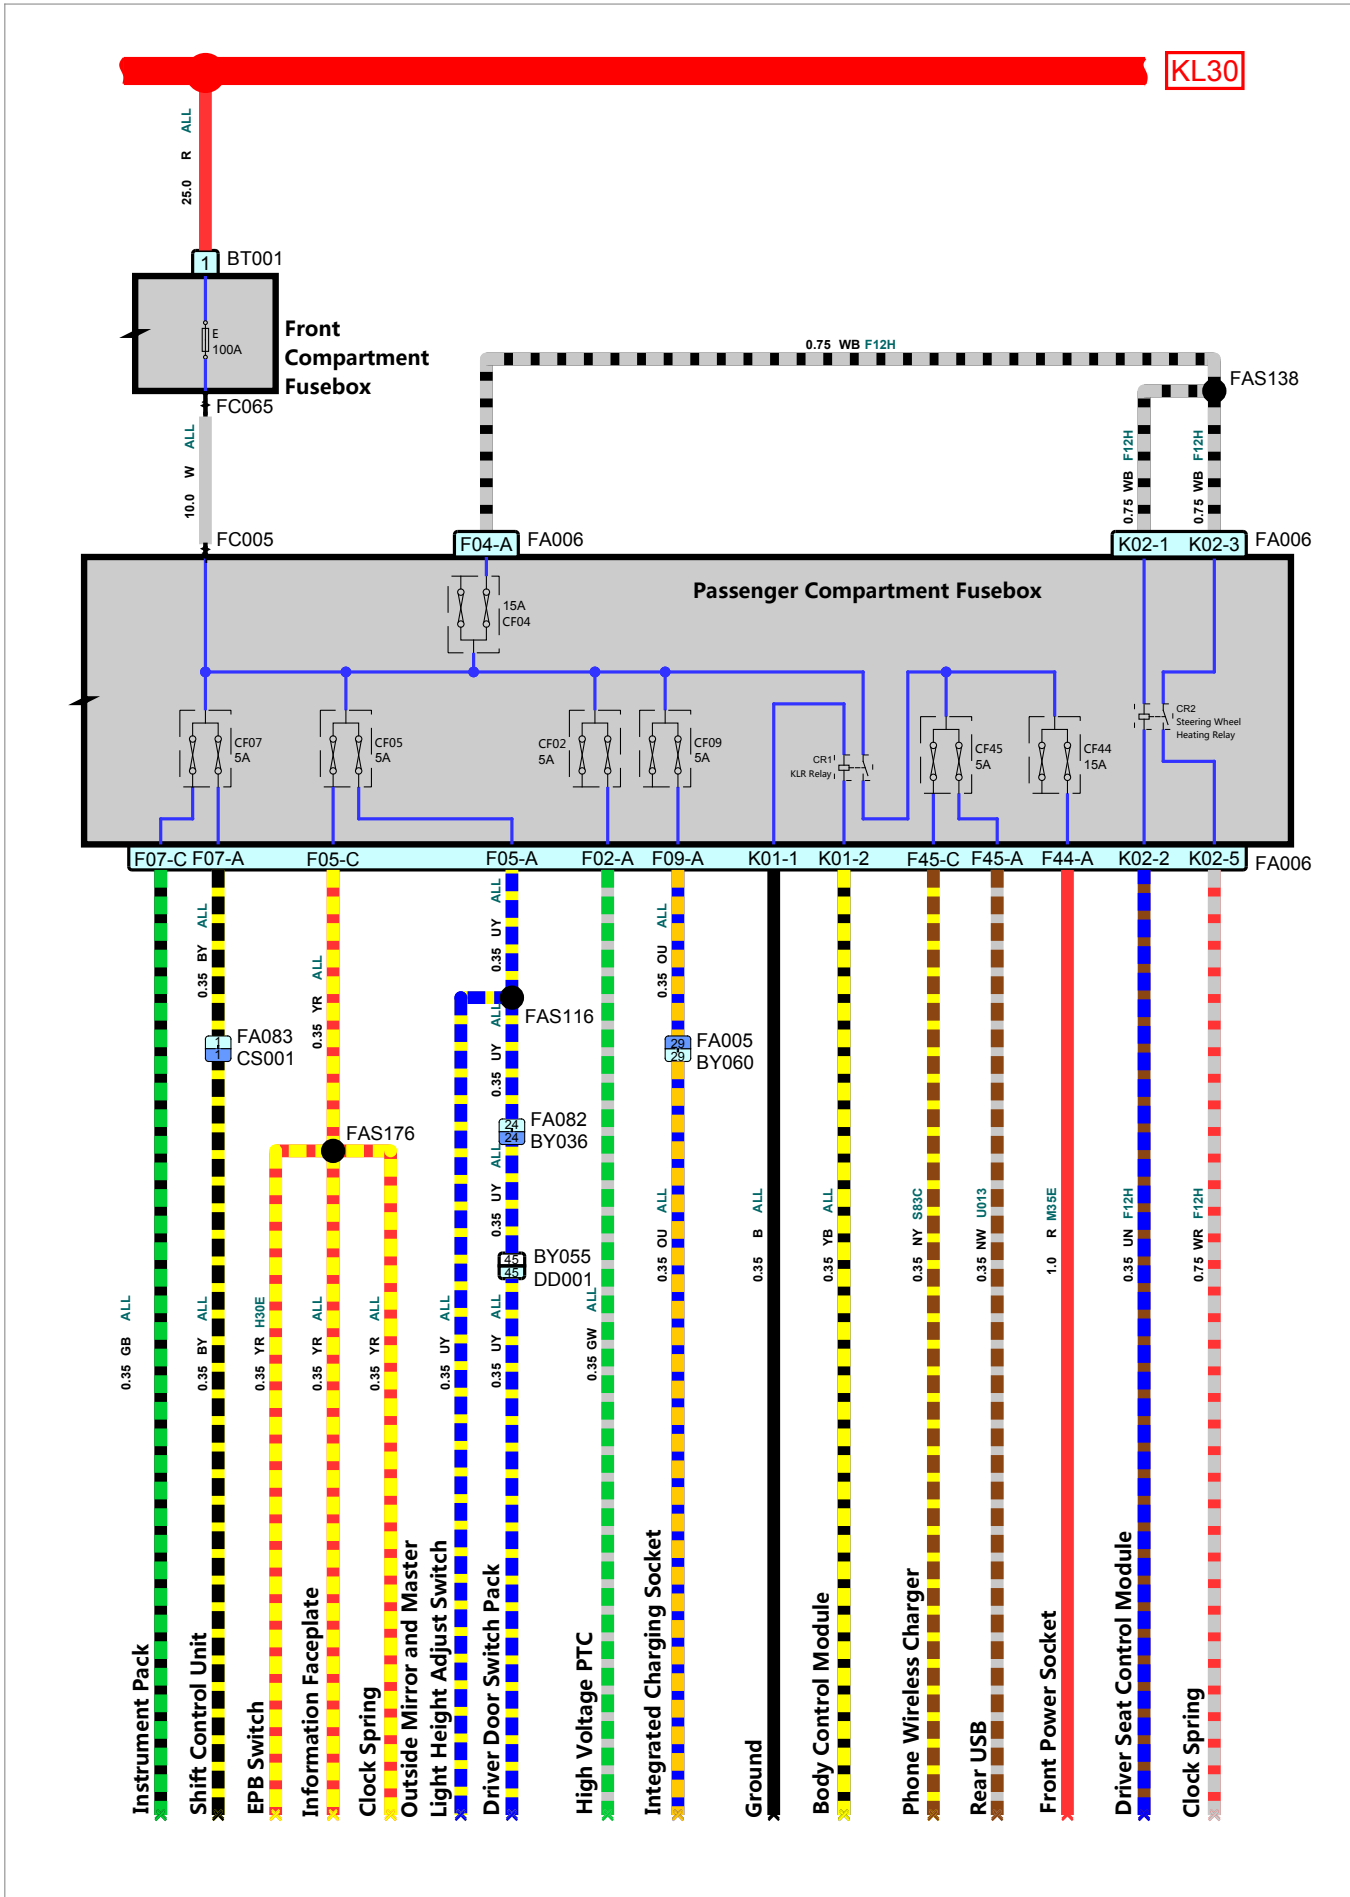 KL30
25.0 R ALL
1 BT001
E
100A
Front
Compartment
Fusebox
FC065
10.0 W ALL
FC005
0.75 WB F12H
FAS138
0.75 WB F12H
0.75 WB F12H
F04-A FA006
K02-1 K02-3 FA006
Passenger Compartment Fusebox
15A
CF04
CF07
5A
CF05
5A
CF02
5A
CF09
5A
CR1
KLR Relay
CF45
5A
CF44
15A
CR2
Steering Wheel
Heating Relay
F07-C F07-A F05-C F05-A F02-A F09-A K01-1 K01-2 F45-C F45-A F44-A K02-2 K02-5 FA006
0.35 BY ALL
0.35 YR ALL
0.35 UY ALL
0.35 OU ALL
FAS116
1 FA083
1 CS001
0.35 UY ALL
29 FA005
29 BY060
24 FA082
24 BY036
FAS176
0.35 UY ALL
45 BY055
45 DD001
0.35 OU ALL
0.35 B ALL
0.35 YB ALL
0.35 NY S83C
0.35 NW U013
1.0 R M35E
0.35 UN F12H
0.75 WR F12H
0.35 GB ALL
0.35 BY ALL
0.35 YR H30E
0.35 YR ALL
0.35 YR ALL
0.35 UY ALL
0.35 UY ALL
0.35 GW ALL
Instrument Pack
Shift Control Unit
EPB Switch
Information Faceplate
Clock Spring
Outside Mirror and Master
Light Height Adjust Switch
Driver Door Switch Pack
High Voltage PTC
Integrated Charging Socket
Ground
Body Control Module
Phone Wireless Charger
Rear USB
Front Power Socket
Driver Seat Control Module
Clock Spring